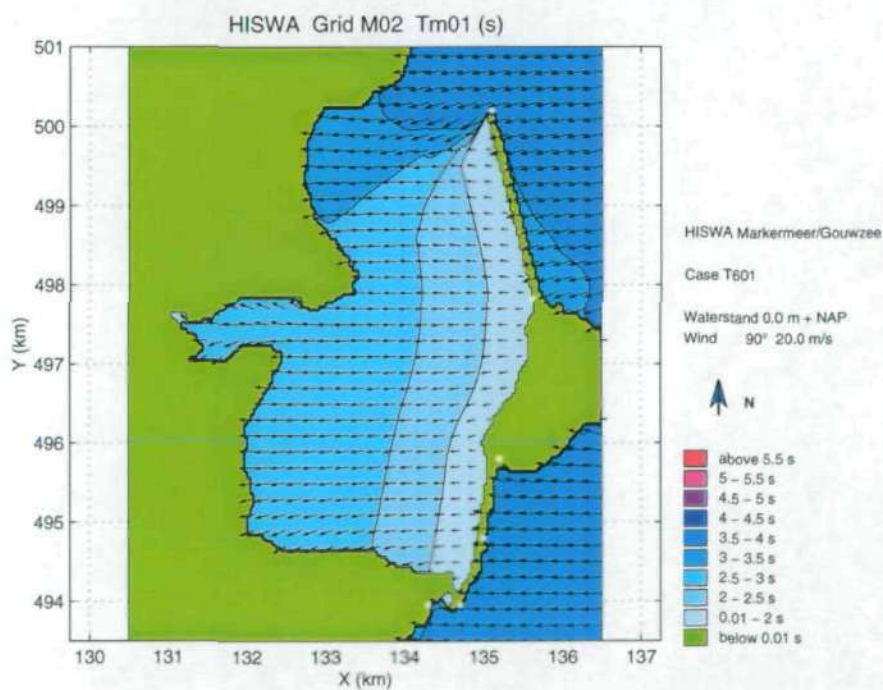 HISWA Grid M02 Tm01 (s)
501
500
499
498
497
496
495
494
Y (km)
130 131 132 133 134 135 136 137
X (km)
HISWA Markermeer/Gouwzee
Case T601
Waterstand 0.0 m + NAP
Wind 90° 20.0 m/s
N
above 5.5 s
5 – 5.5 s
4.5 – 5 s
4 – 4.5 s
3.5 – 4 s
3 – 3.5 s
2.5 – 3 s
2 – 2.5 s
0.01 – 2 s
below 0.01 s